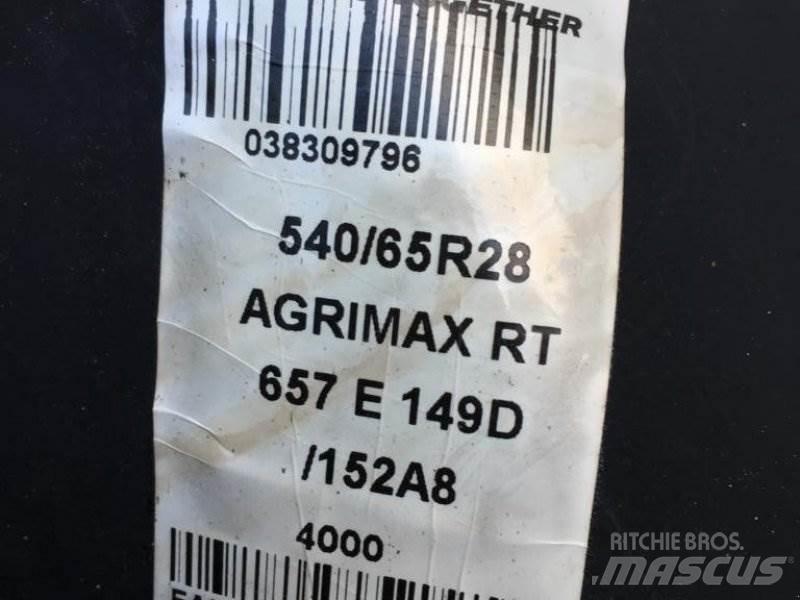 038309796
540/65R28
AGRIMAX RT
657 E 149D
/152A8
4000
RITCHIE BROS.
MASCUS